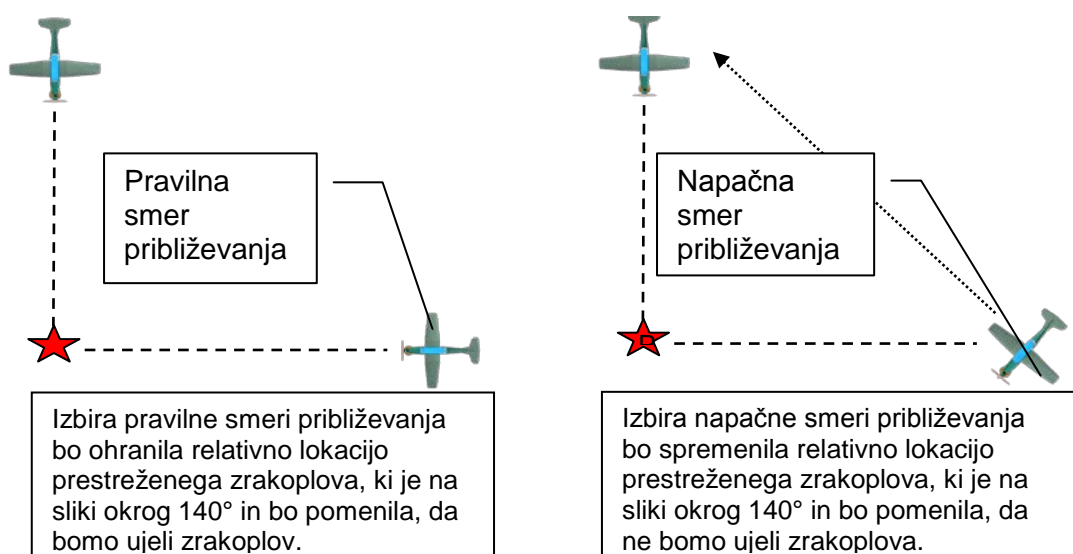 Pravilna
smer
približevanja
Napačna
smer
približevanja
Izbira pravilne smeri približevanja
bo ohranila relativno lokacijo
prestreženega zrakoplova, ki je na
sliki okrog 140° in bo pomenila, da
bomo ujeli zrakoplov.
Izbira napačne smeri približevanja
bo spremenila relativno lokacijo
prestreženega zrakoplova, ki je na
sliki okrog 140° in bo pomenila, da
ne bomo ujeli zrakoplova.